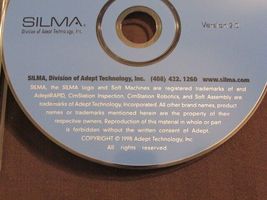 SILMA.
Division of Adept Technology, Inc.
Version 9.0
SILMA, Division of Adept Technology, Inc. (408) 432. 1260 www.silma.com
SILMA, the SILMA logo and Soft Machines are registered trademarks of and
AdeptRAPID, CimStation Inspection, CimStation Robotics, and Soft Assembly are
trademarks of Adept Technology, Incorporated. All other brand names, product
names or trademarks mentioned herein are the property of their
respective owners. Reproduction of this material in whole or part
is forbidden without the written consent of Adept.
COPYRIGHT © 1998 Adept Technology, Inc.
All rights reserved.